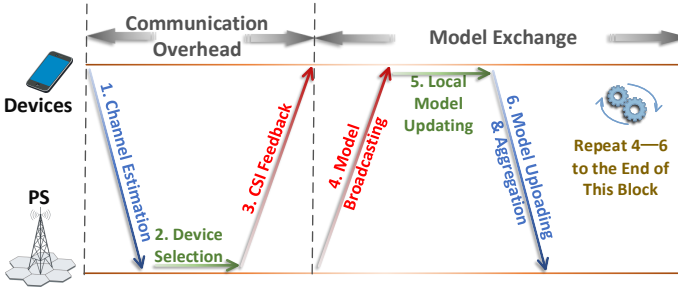 Communication
Overhead
Model Exchange
Devices
PS
1. Channel Estimation
2. Device
Selection
3. CSI Feedback
4. Model
Broadcasting
5. Local
Model
Updating
6. Model Uploading
& Aggregation
Repeat 4—6
to the End of
This Block